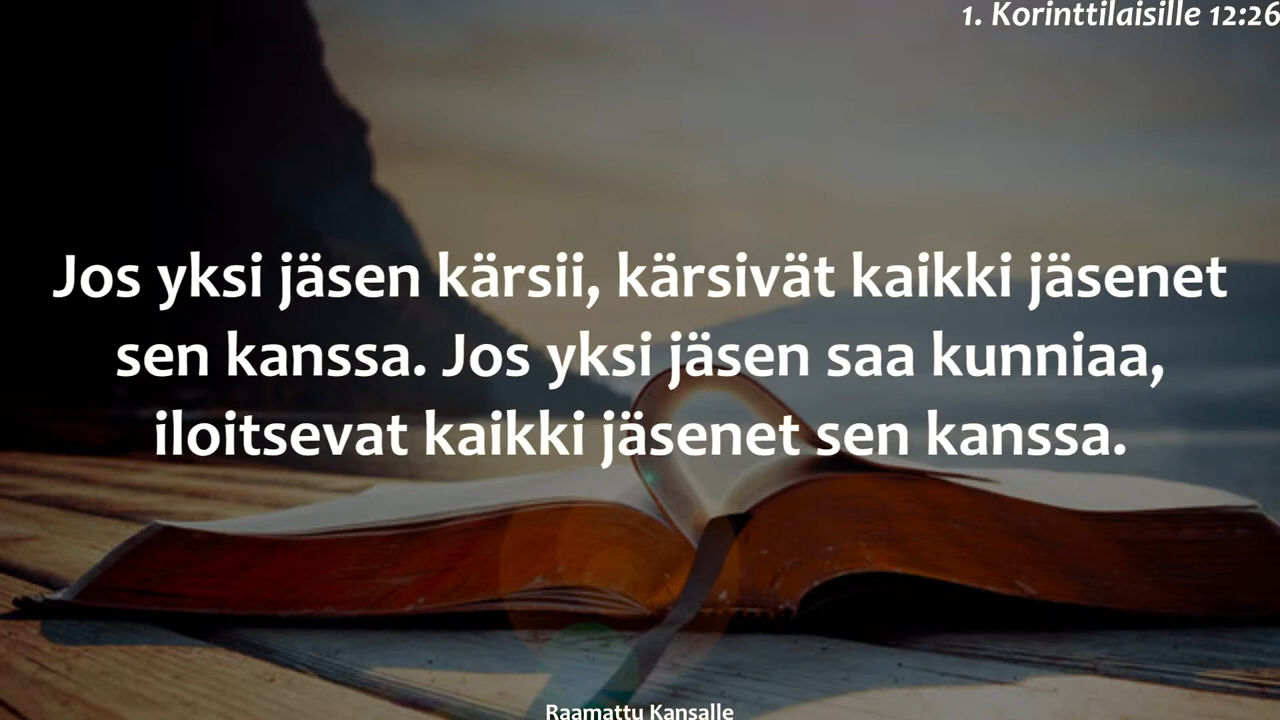 1. Korinttilaisille 12:26
Jos yksi jäsen kärsii, kärsivät kaikki jäsenet
sen kanssa. Jos yksi jäsen saa kunniaa,
iloitsevat kaikki jäsenet sen kanssa.
Raamattu Kansalle